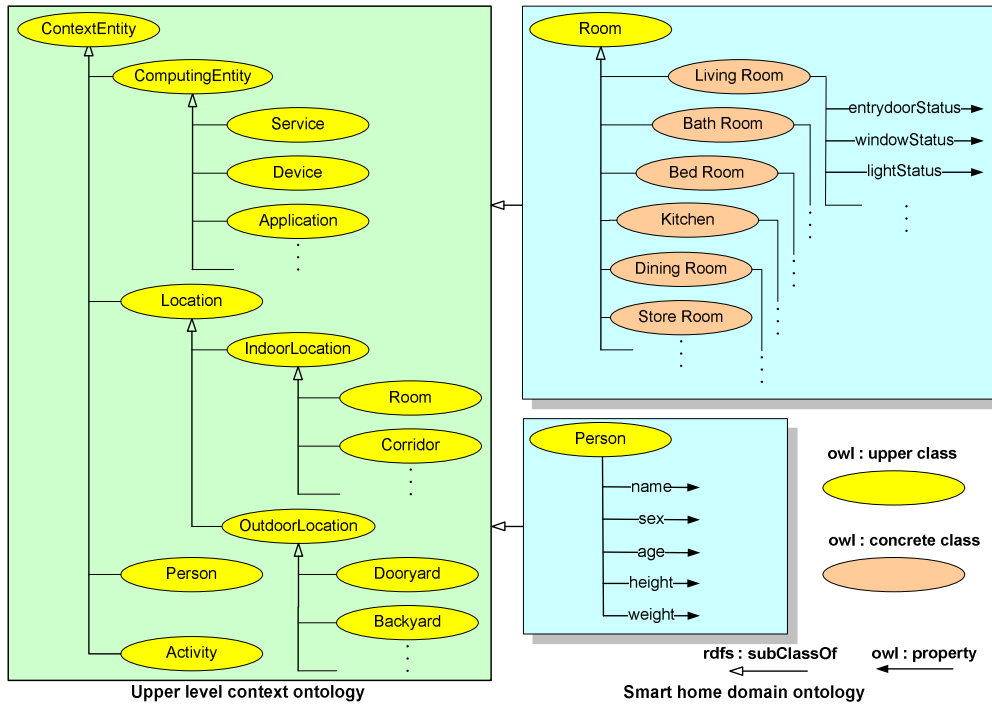 ContextEntity
ComputingEntity
Service
Device
Application
Location
IndoorLocation
Room
Corridor
OutdoorLocation
Dooryard
Person
Backyard
Activity
Upper level context ontology
Room
Living Room
entrydoorStatus
Bath Room
windowStatus
Bed Room
lightStatus
Kitchen
Dining Room
Store Room
Person
name
sex
age
height
weight
owl : upper class
owl : concrete class
rdfs : subClassOf
owl : property
Smart home domain ontology